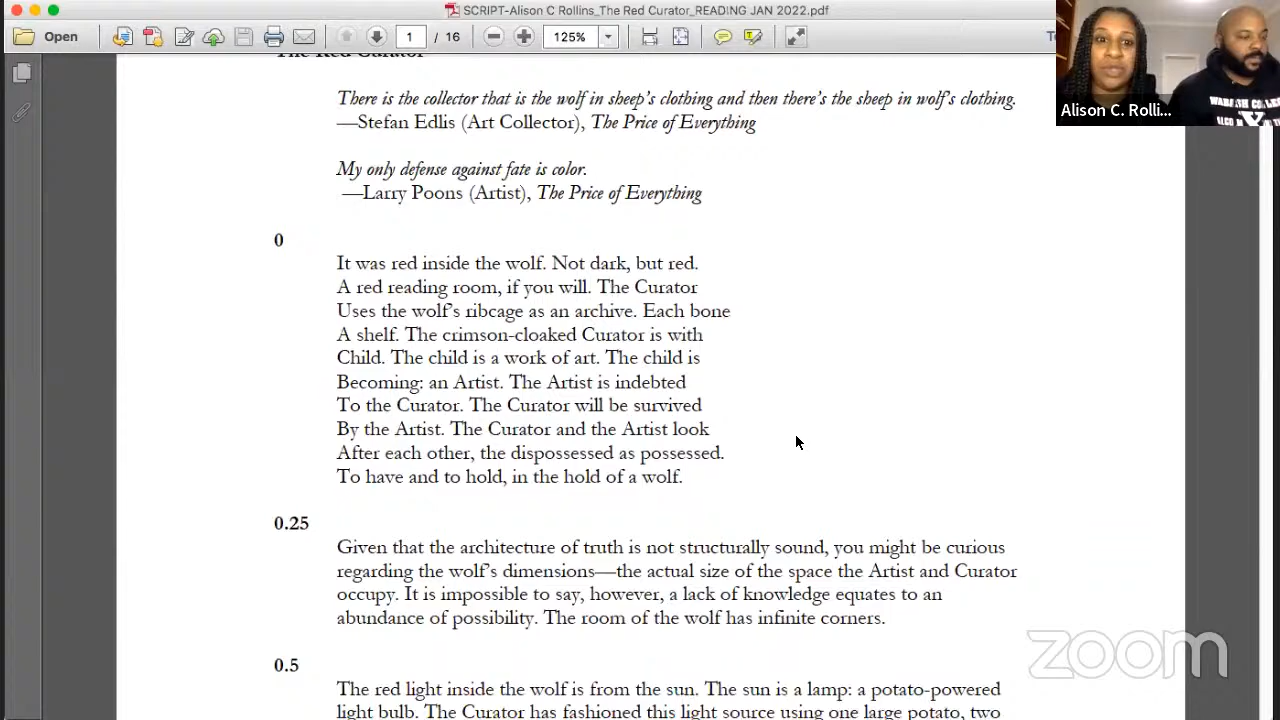 SCRIPT-Alison C Rollins_The Red Curator_READING JAN 2022.pdf
Open
1
/ 16
125%
The Red Curator
There is the collector that is the wolf in sheep's clothing and then there's the sheep in wolf's clothing.
—Stefan Edlis (Art Collector), The Price of Everything
My only defense against fate is color.
—Larry Poons (Artist), The Price of Everything
0
It was red inside the wolf. Not dark, but red.
A red reading room, if you will. The Curator
Uses the wolf's ribcage as an archive. Each bone
A shelf. The crimson-cloaked Curator is with
Child. The child is a work of art. The child is
Becoming: an Artist. The Artist is indebted
To the Curator. The Curator will be survived
By the Artist. The Curator and the Artist look
After each other, the dispossessed as possessed.
To have and to hold, in the hold of a wolf.
0.25
Given that the architecture of truth is not structurally sound, you might be curious
regarding the wolf's dimensions—the actual size of the space the Artist and Curator
occupy. It is impossible to say, however, a lack of knowledge equates to an
abundance of possibility. The room of the wolf has infinite corners.
0.5
The red light inside the wolf is from the sun. The sun is a lamp: a potato-powered
light bulb. The Curator has fashioned this light source using one large potato, two
Alison C. Rolli...
zoom